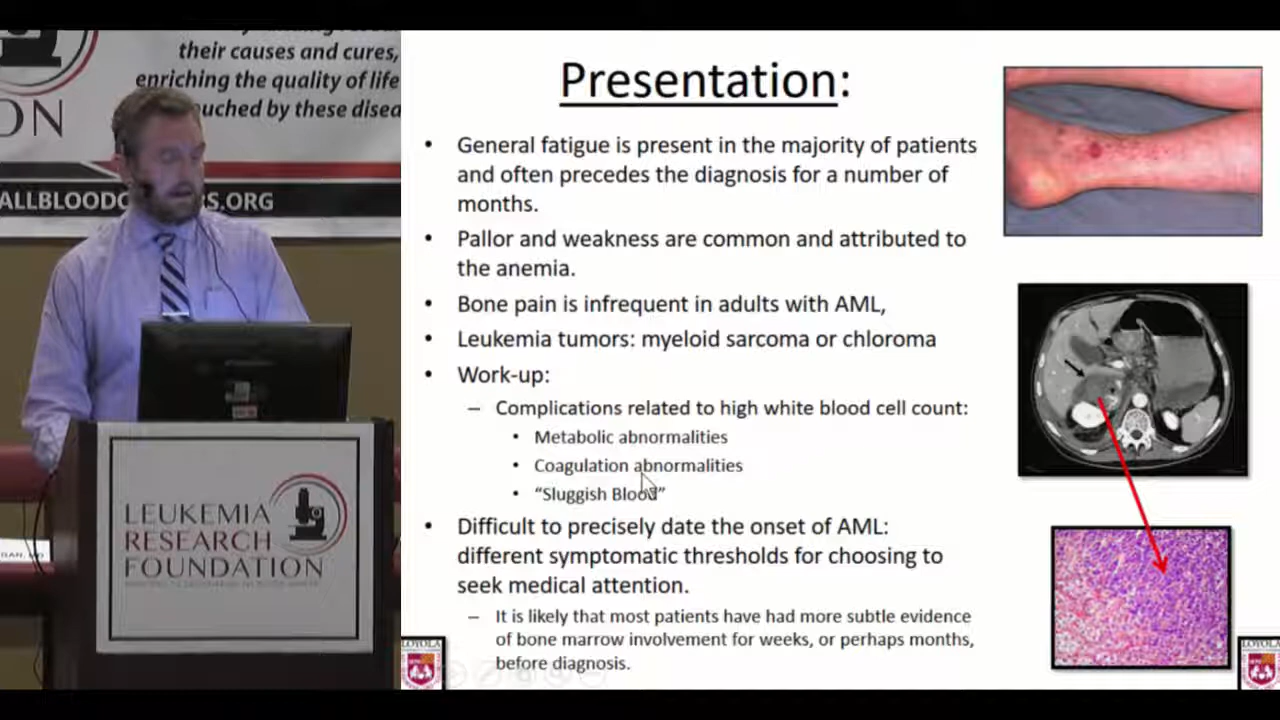 their causes and cures,
enriching the quality of life
ouched by these disea
ON
ALLBLOODC
RS.ORG
LEUKEMIA
RESEARCH
FOUNDATION
Presentation:
• General fatigue is present in the majority of patients
and often precedes the diagnosis for a number of
months.
• Pallor and weakness are common and attributed to
the anemia.
• Bone pain is infrequent in adults with AML,
• Leukemia tumors: myeloid sarcoma or chloroma
• Work-up:
– Complications related to high white blood cell count:
• Metabolic abnormalities
• Coagulation abnormalities
• “Sluggish Blood”
• Difficult to precisely date the onset of AML:
different symptomatic thresholds for choosing to
seek medical attention.
– It is likely that most patients have had more subtle evidence
of bone marrow involvement for weeks, or perhaps months,
before diagnosis.
LOYOLA